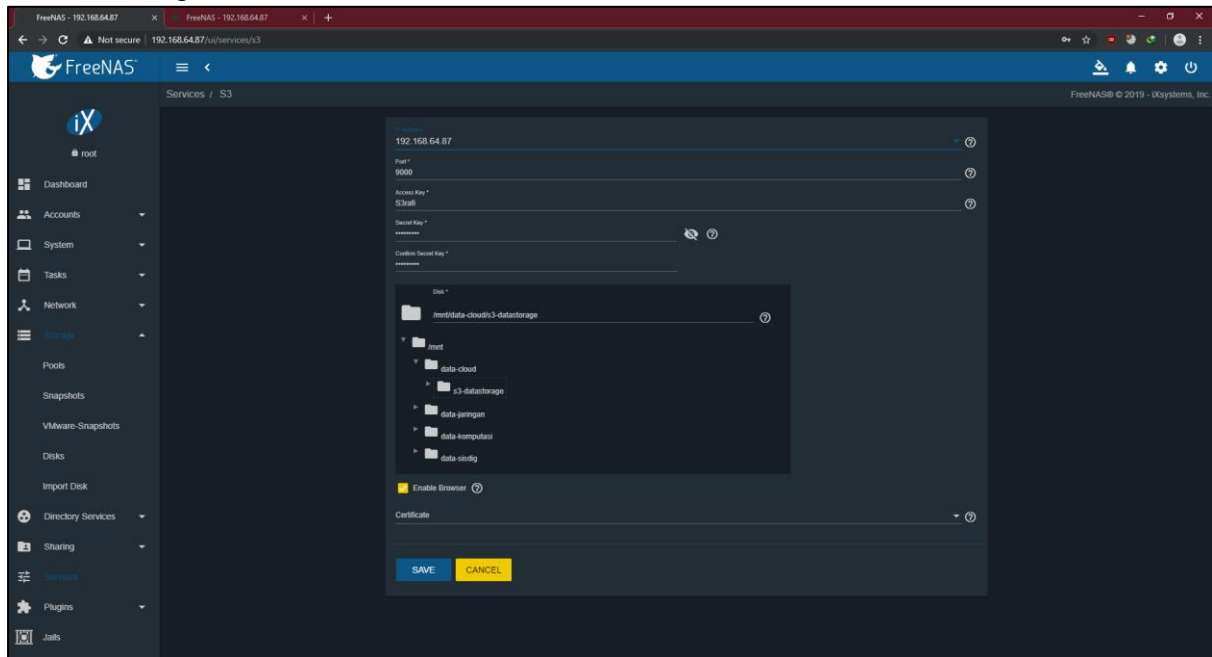 FreeNAS - 192.168.64.87
FreeNAS - 192.168.64.87
Not secure | 192.168.64.87/ui/services/s3
FreeNAS®
Services / S3
FreeNAS® © 2019 - iXsystems, Inc.
iX
root
Dashboard
Accounts
System
Tasks
Network
Storage
Pools
Snapshots
VMware-Snapshots
Disks
Import Disk
Directory Services
Sharing
Services
Plugins
Jails
192.168.64.87
Port *
9000
Access Key *
S3rafi
Secret Key *
•••••••••
Confirm Secret Key *
•••••••••
Disk *
/mnt/data-cloud/s3-datastorage
/mnt
data-cloud
s3-datastorage
data-jaringan
data-komputasi
data-sisdig
Enable Browser
Certificate
SAVE
CANCEL